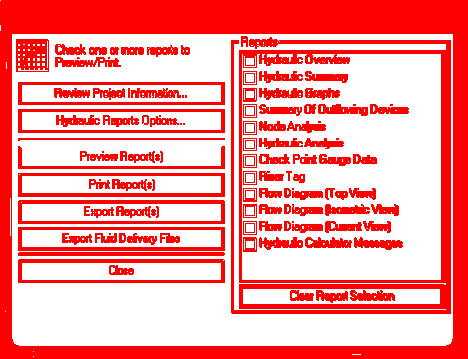 Check one or more reports to
Preview/Print.
Review Project Information...
Hydraulic Reports Options...
Preview Report(s)
Print Report(s)
Export Report(s)
Export Fluid Delivery Files
Close
Reports
Hydraulic Overview
Hydraulic Summary
Hydraulic Graphs
Summary Of Outflowing Devices
Node Analysis
Hydraulic Analysis
Check Point Gauge Data
Riser Tag
Flow Diagram (Top View)
Flow Diagram (Isometric View)
Flow Diagram (Current View)
Hydraulic Calculator Messages
Clear Report Selection